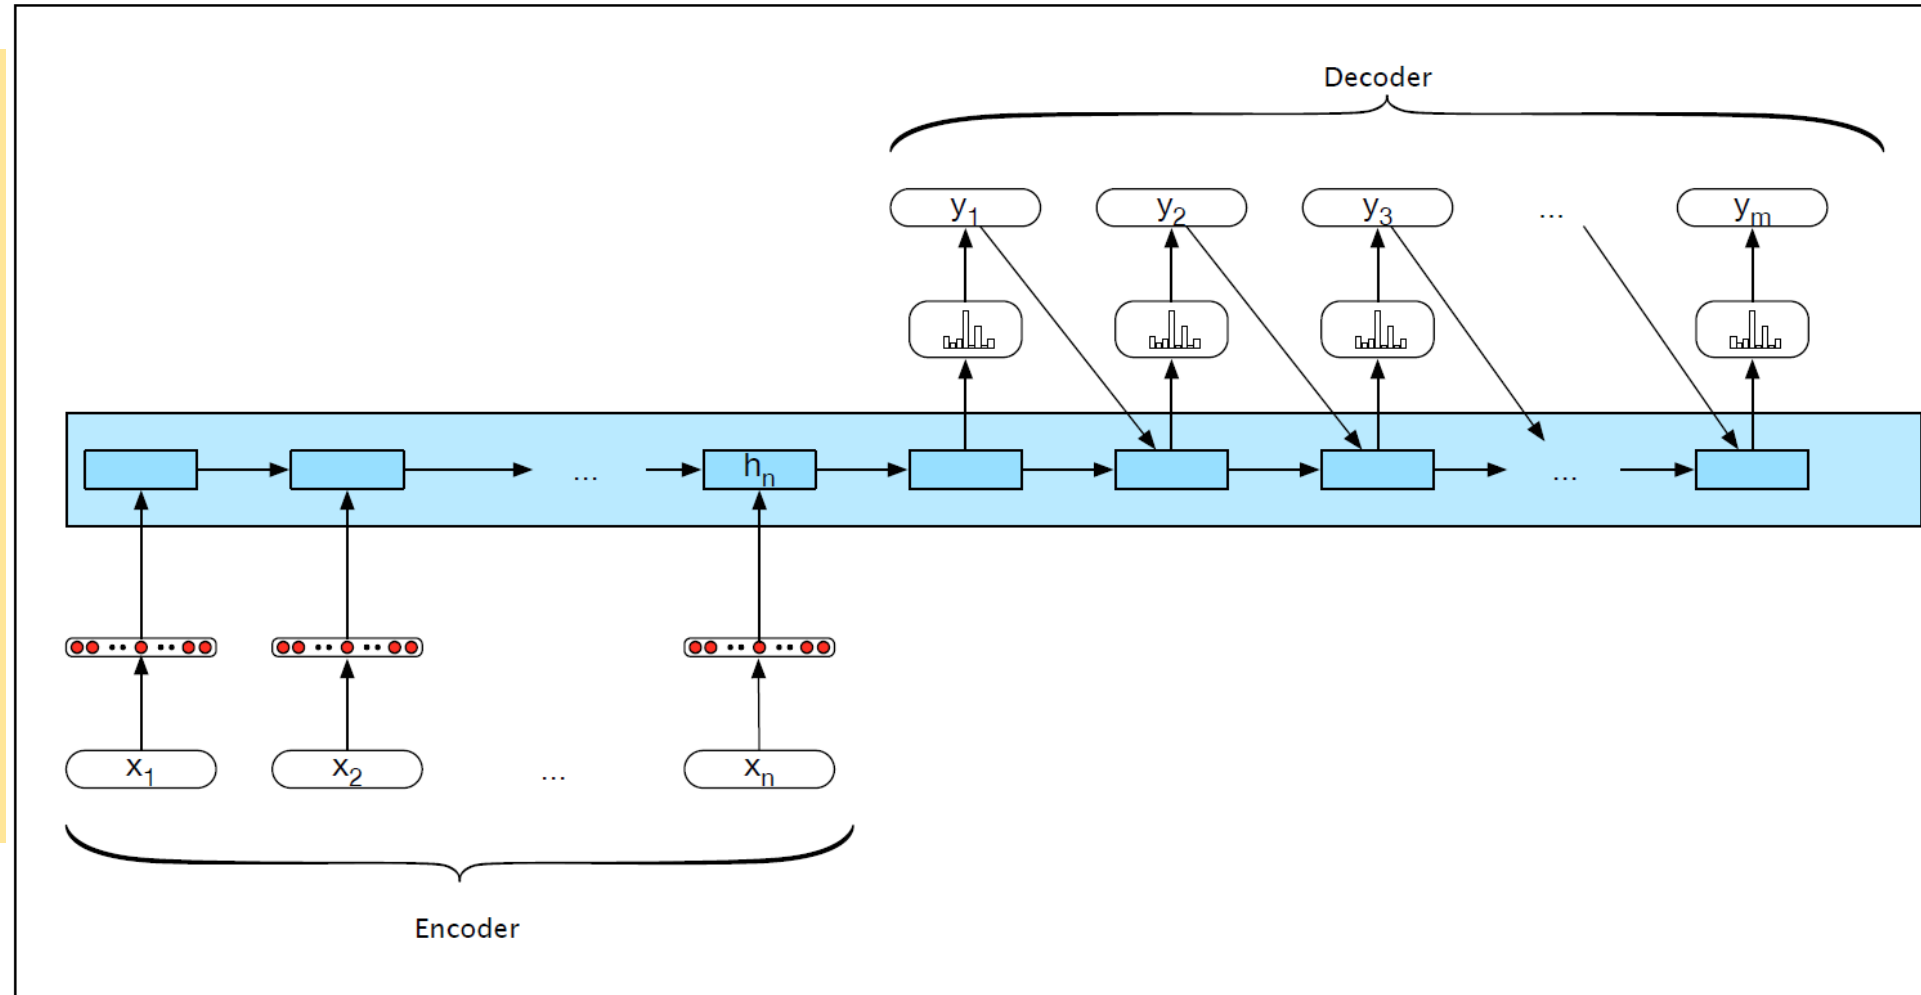 Decoder
y1 y2 y3 ... ym
hn
... ...
x1 x2 ... xn
Encoder